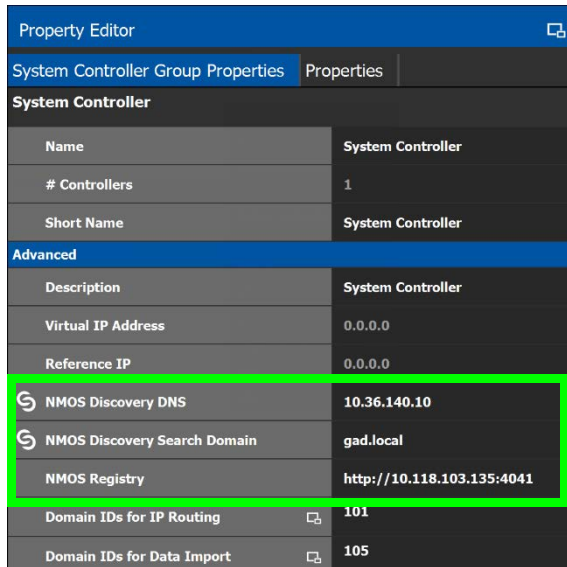 Property Editor
System Controller Group Properties Properties
System Controller
Name System Controller
# Controllers 1
Short Name System Controller
Advanced
Description System Controller
Virtual IP Address 0.0.0.0
Reference IP 0.0.0.0
NMOS Discovery DNS 10.36.140.10
NMOS Discovery Search Domain gad.local
NMOS Registry http://10.118.103.135:4041
Domain IDs for IP Routing 101
Domain IDs for Data Import 105